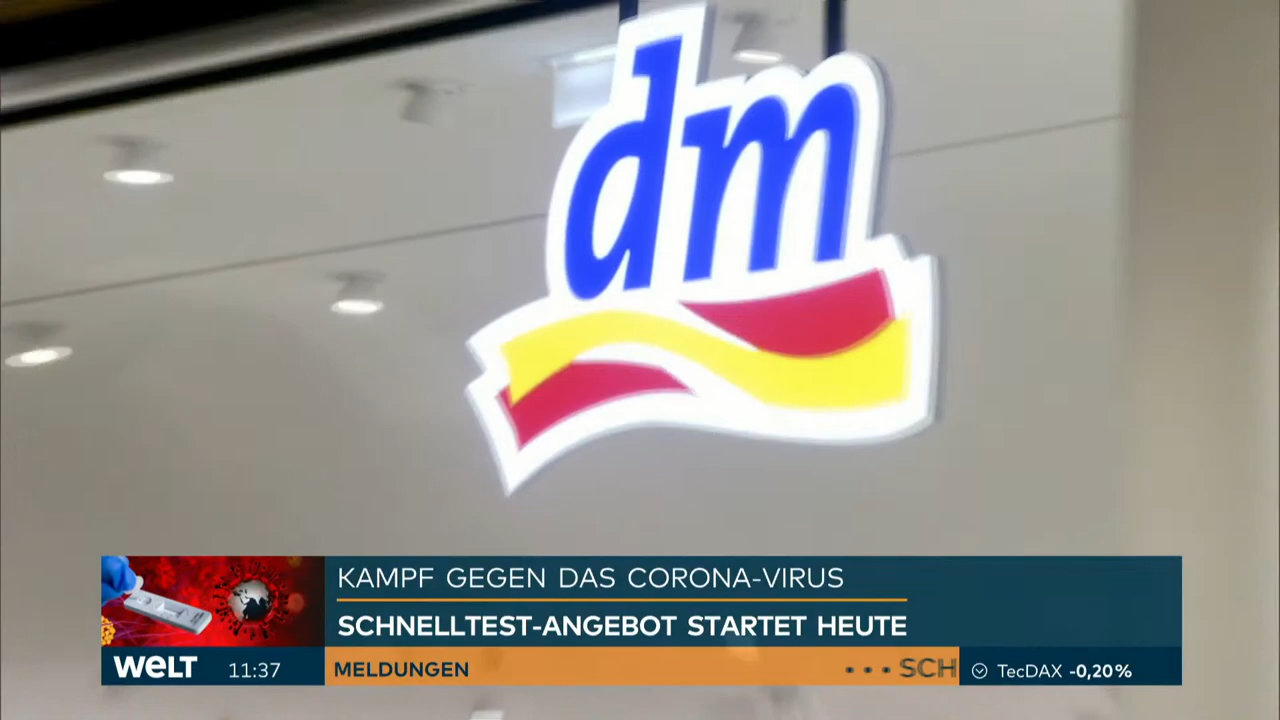 dm
KAMPF GEGEN DAS CORONA-VIRUS
SCHNELLTEST-ANGEBOT STARTET HEUTE
WELT 11:37 MELDUNGEN ••• SCH TecDAX -0,20%